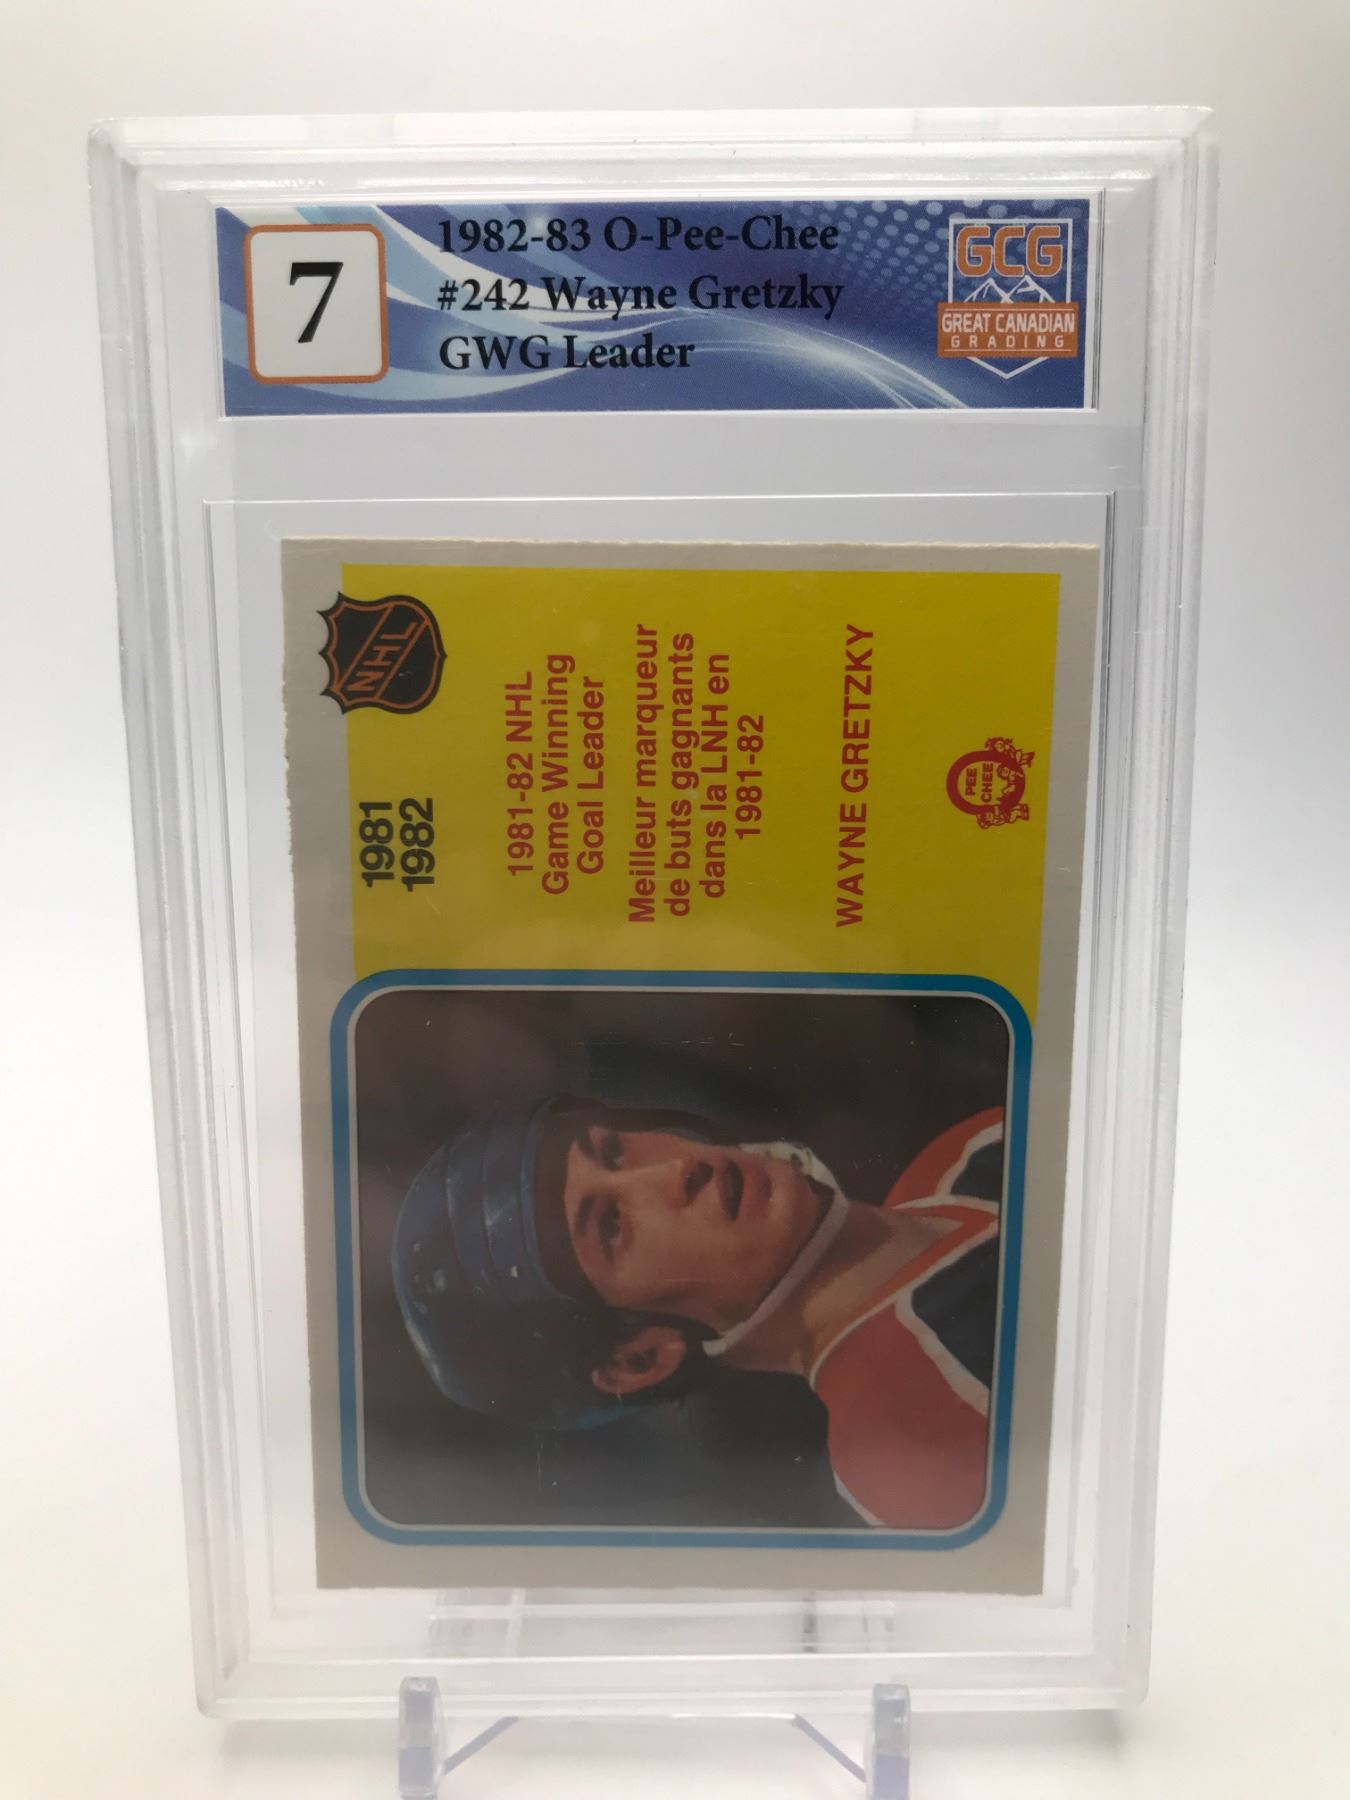 7
1982-83 O-Pee-Chee
#242 Wayne Gretzky
GWG Leader
GCG
GREAT CANADIAN
GRADING
NHL
1981
1982
1981-82 NHL
Game Winning
Goal Leader
Meilleur marqueur
de buts gagnants
dans la LNH en
1981-82
WAYNE GRETZKY
O
PEE
CHEE